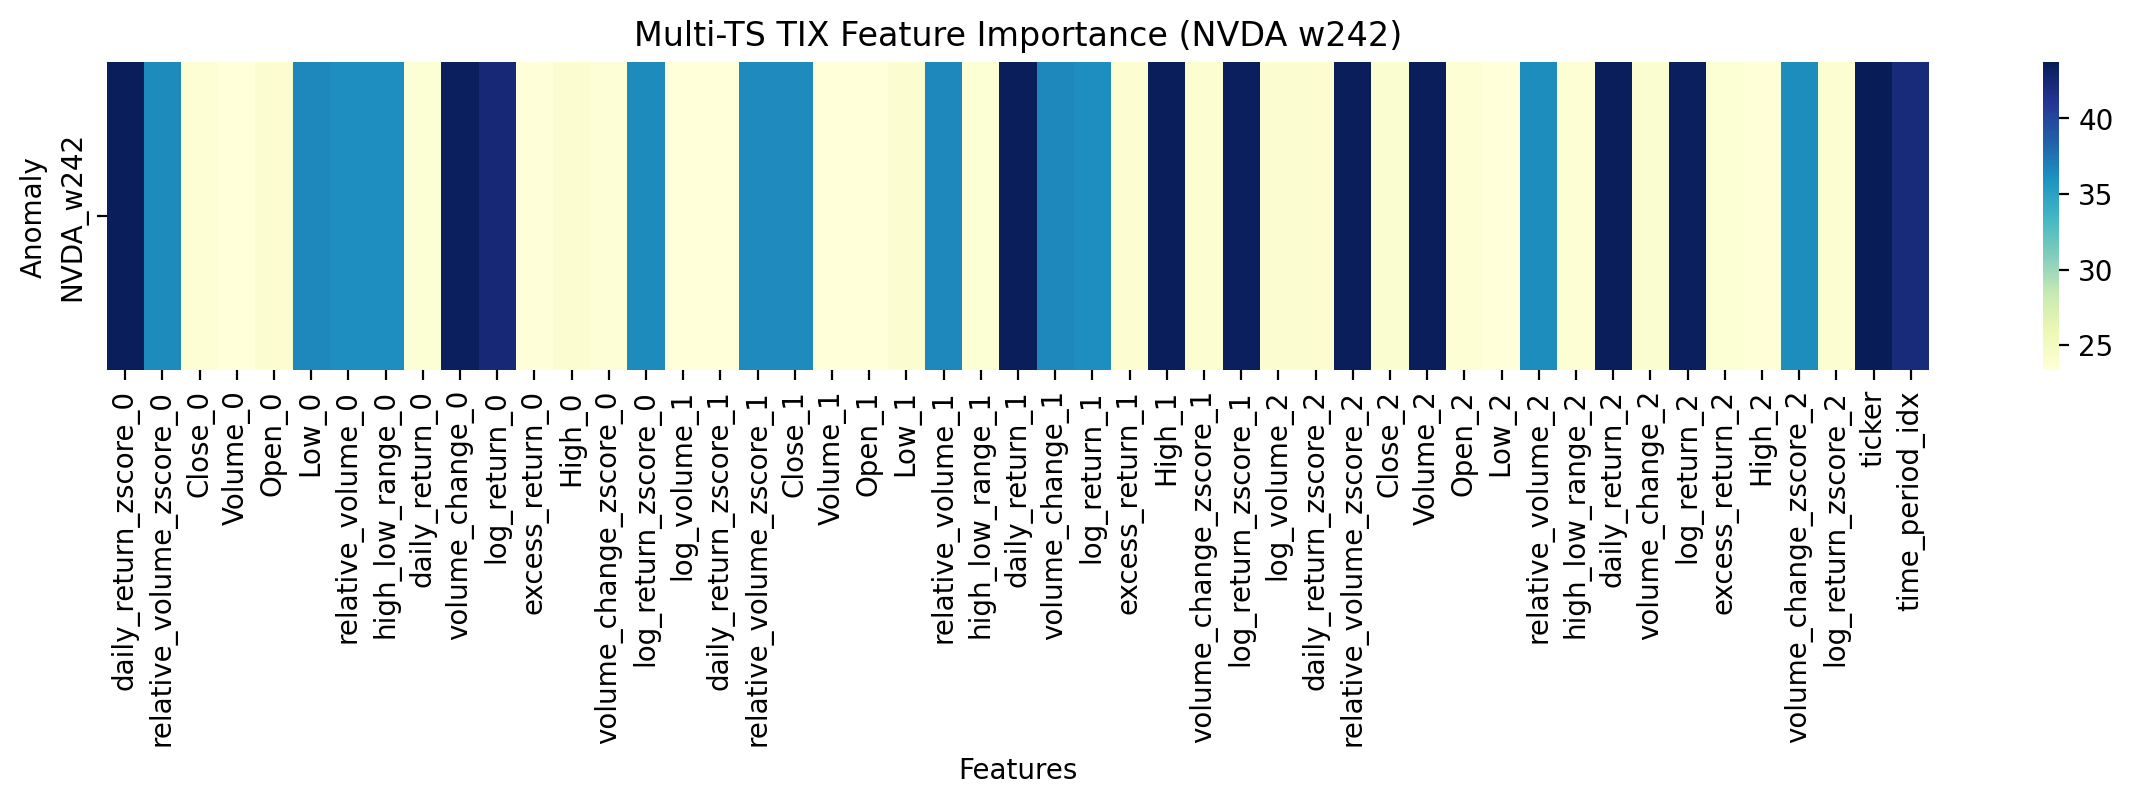 Multi-TS TIX Feature Importance (NVDA w242)
Anomaly
NVDA_w242
40
35
30
25
daily_return_zscore_0
relative_volume_zscore_0
Close_0
Volume_0
Open_0
Low_0
relative_volume_0
high_low_range_0
daily_return_0
volume_change_0
log_return_0
excess_return_0
High_0
volume_change_zscore_0
log_return_zscore_0
log_volume_1
daily_return_zscore_1
relative_volume_zscore_1
Close_1
Volume_1
Open_1
Low_1
relative_volume_1
high_low_range_1
daily_return_1
volume_change_1
log_return_1
excess_return_1
High_1
volume_change_zscore_1
log_return_zscore_1
log_volume_2
daily_return_zscore_2
relative_volume_zscore_2
Close_2
Volume_2
Open_2
Low_2
relative_volume_2
high_low_range_2
daily_return_2
volume_change_2
log_return_2
excess_return_2
High_2
volume_change_zscore_2
log_return_zscore_2
ticker
time_period_idx
Features